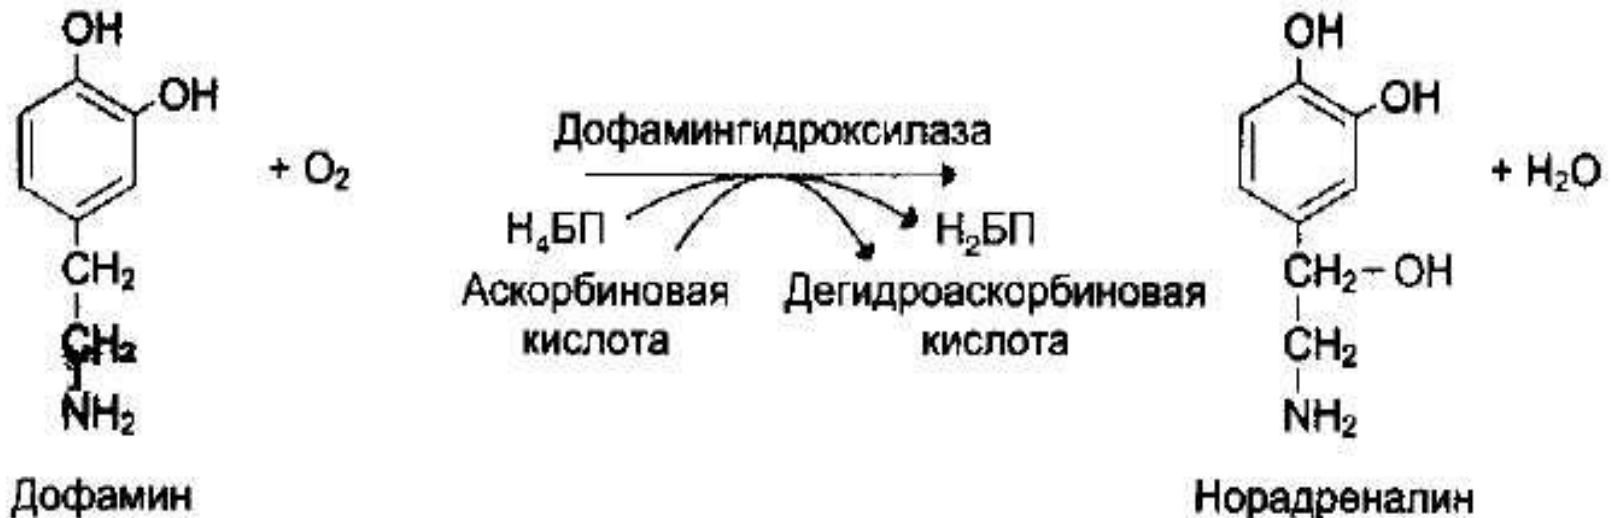 OH
OH
+ O₂
CH₂
CH₂
NH₂
Дофамин
Дофамингидроксилаза
H₄БП
H₂БП
Аскорбиновая
кислота
Дегидроаскорбиновая
кислота
OH
OH
+ H₂O
CH₂–OH
CH₂
NH₂
Норадреналин